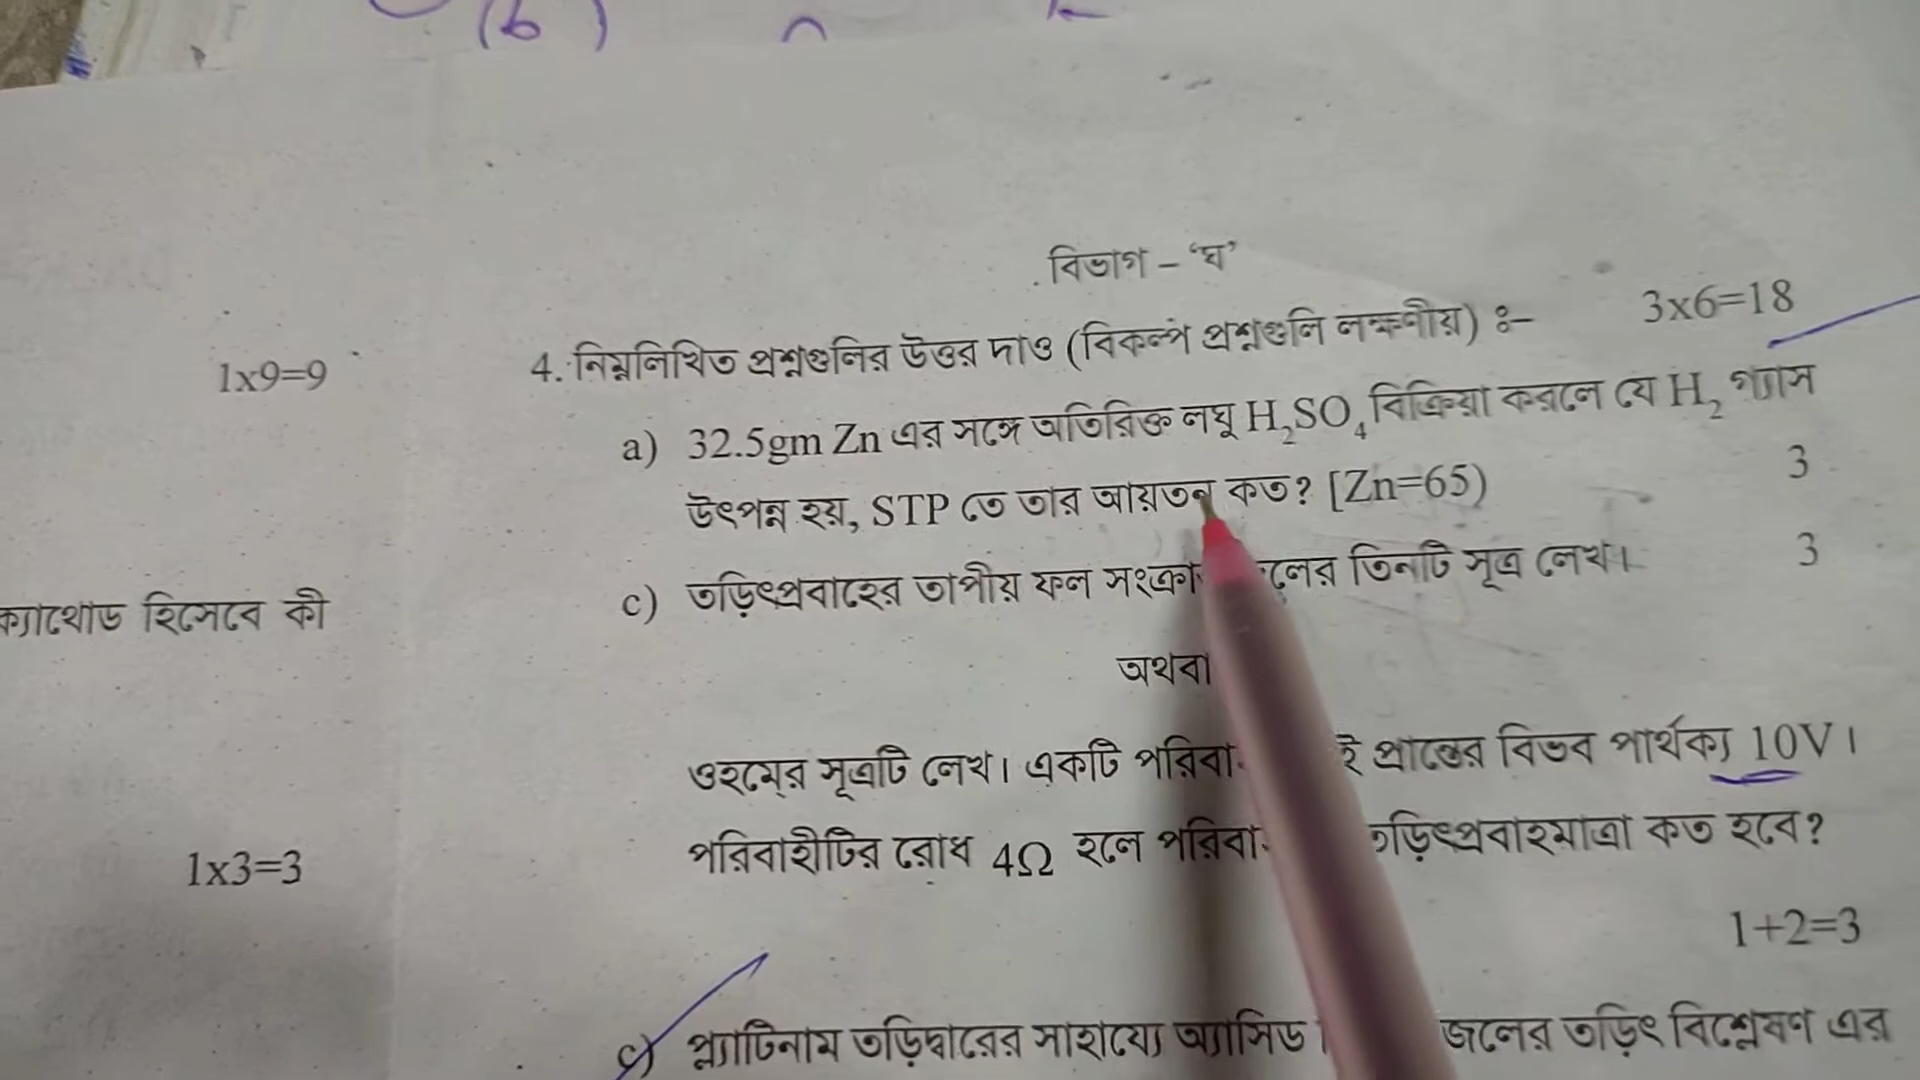 (b)
বিভাগ – ‘ঘ’
1x9=9
4. নিম্নলিখিত প্রশ্নগুলির উত্তর দাও (বিকল্প প্রশ্নগুলি লক্ষণীয়) :– 3x6=18
a) 32.5gm Zn এর সঙ্গে অতিরিক্ত লঘু H₂SO₄ বিক্রিয়া করলে যে H₂ গ্যাস
উৎপন্ন হয়, STP তে তার আয়তন কত? [Zn=65) 3
ক্যাথোড হিসেবে কী
c) তড়িৎপ্রবাহের তাপীয় ফল তিনটি সূত্র লেখ। 3
অথবা
ওহমের সূত্রটি লেখ। একটি প্রান্তের বিভব পার্থক্য 10V।
1x3=3
পরিবাহীটির রোধ 4Ω হলে তড়িৎপ্রবাহমাত্রা কত হবে?
1+2=3
c) প্ল্যাটিনাম তড়িদ্বারের সাহায্যে অ্যাসিড জলের তড়িৎ বিশ্লেষণ এর